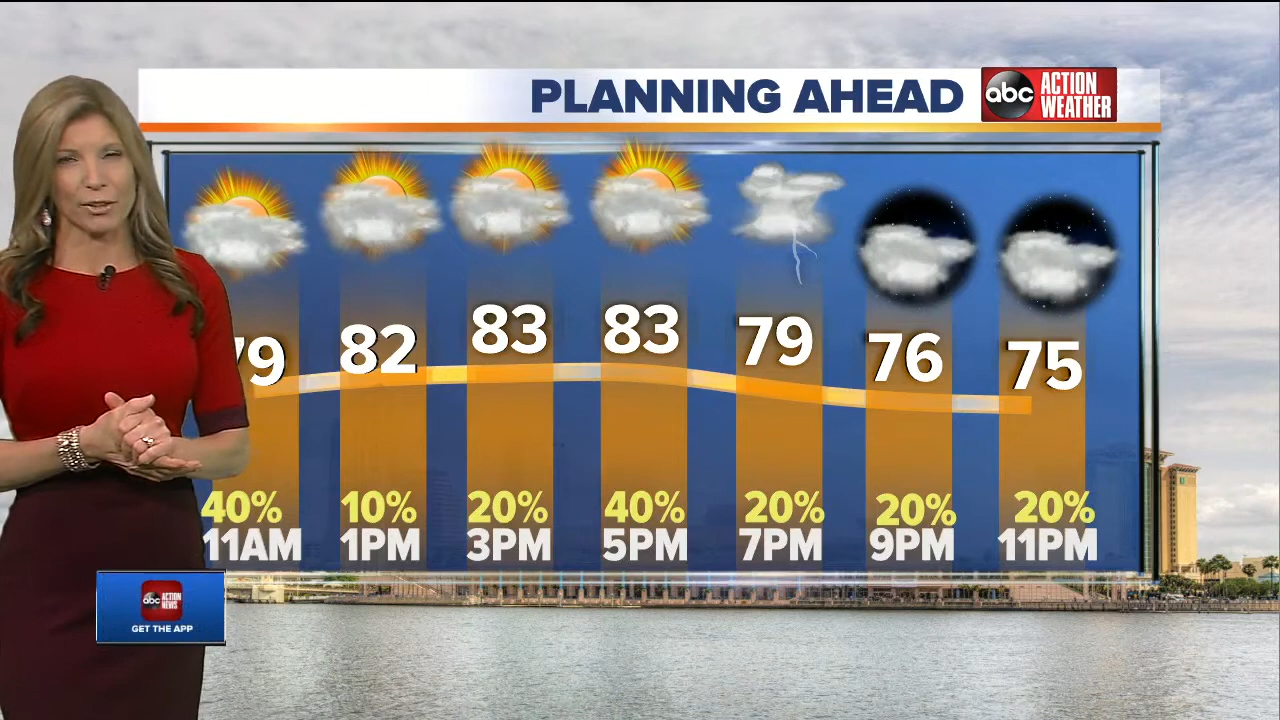 PLANNING AHEAD
abc ACTION WEATHER
79 82 83 83 79 76 75
40% 10% 20% 40% 20% 20% 20%
11AM 1PM 3PM 5PM 7PM 9PM 11PM
abc ACTION NEWS
GET THE APP